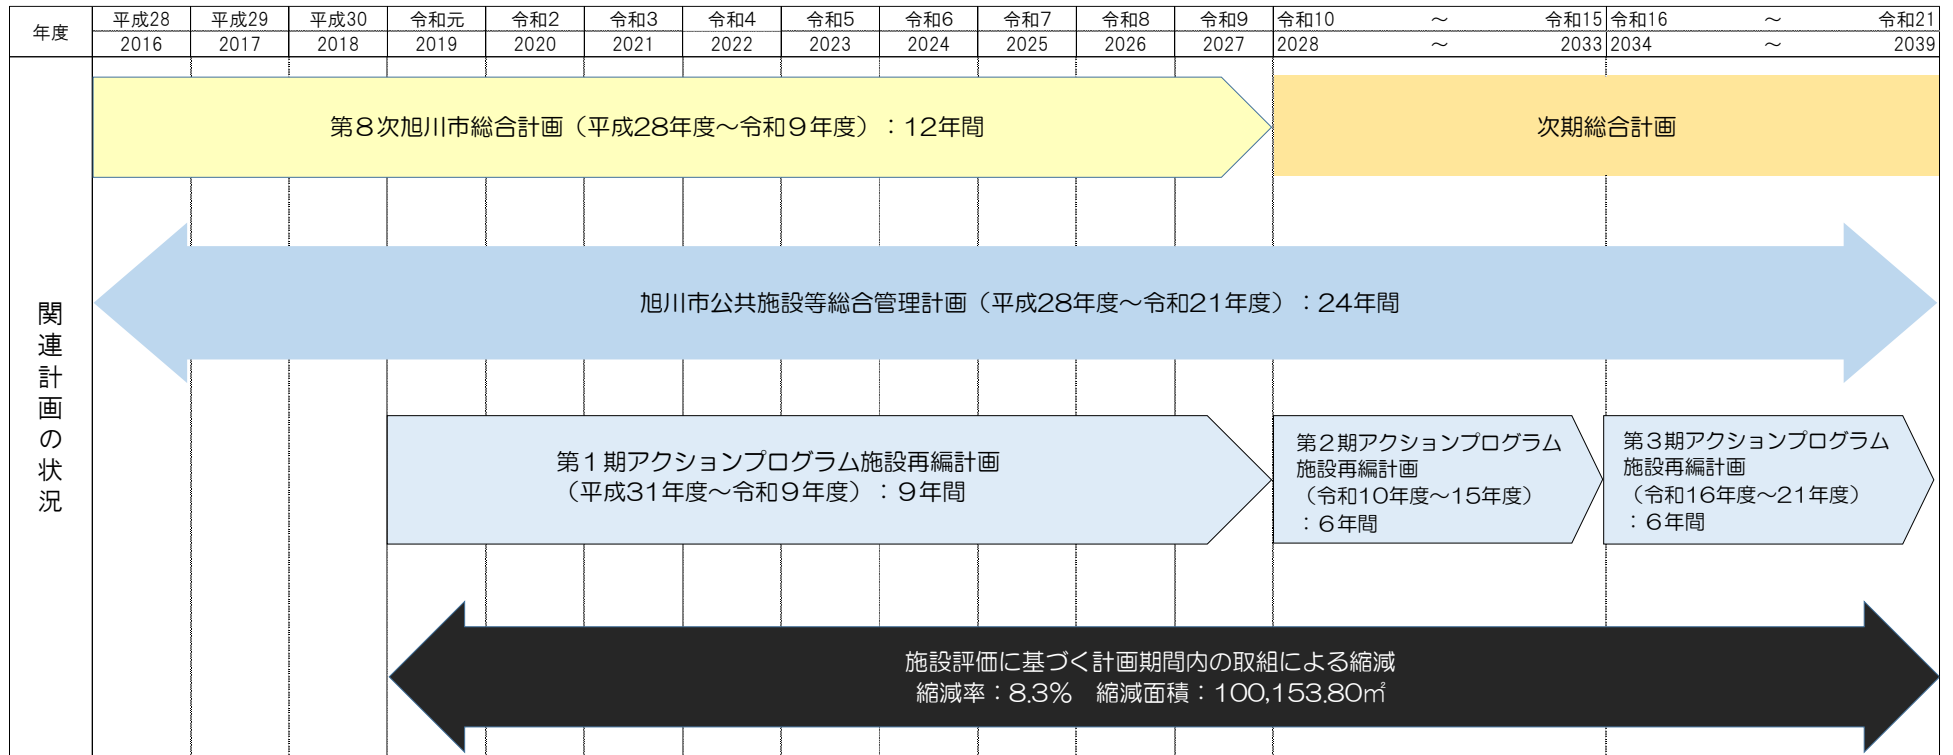 年度 平成28 平成29 平成30 令和元 令和2 令和3 令和4 令和5 令和6 令和7 令和8 令和9 令和10 ～ 令和15 令和16 ～ 令和21
2016 2017 2018 2019 2020 2021 2022 2023 2024 2025 2026 2027 2028 ～ 2033 2034 ～ 2039
関連計画の状況
第８次旭川市総合計画（平成28年度～令和９年度）：12年間
次期総合計画
旭川市公共施設等総合管理計画（平成28年度～令和21年度）：24年間
第１期アクションプログラム施設再編計画
（平成31年度～令和９年度）：９年間
第２期アクションプログラム
施設再編計画
（令和10年度～15年度）
：６年間
第３期アクションプログラム
施設再編計画
（令和16年度～21年度）
：６年間
施設評価に基づく計画期間内の取組による縮減
縮減率：8.3％　縮減面積：100,153.80㎡